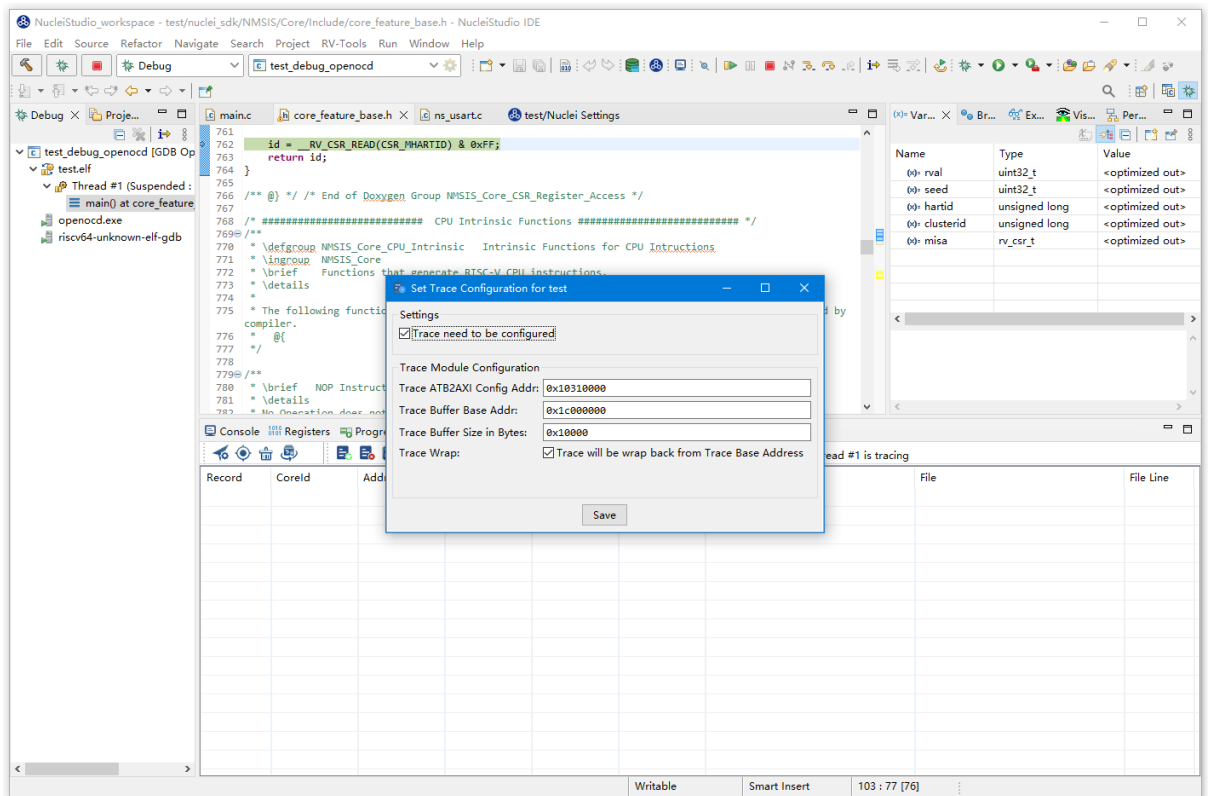 NucleiStudio_workspace - test/nuclei_sdk/NMSIS/Core/Include/core_feature_base.h - NucleiStudio IDE
File Edit Source Refactor Navigate Search Project RV-Tools Run Window Help
Debug
test_debug_openocd
Debug
Proje...
main.c
core_feature_base.h
ns_usart.c
test/Nuclei Settings
(x)= Var...
Br...
Ex...
Vis...
Per...
test_debug_openocd [GDB Op
test.elf
Thread #1 (Suspended :
main() at core_feature
openocd.exe
riscv64-unknown-elf-gdb
761
762 id = __RV_CSR_READ(CSR_MHARTID) & 0xFF;
763 return id;
764 }
765
766 /** @} */ /* End of Doxygen Group NMSIS_Core_CSR_Register_Access */
767
768 /* ########################### CPU Intrinsic Functions ########################### */
769 /**
770 * \defgroup NMSIS_Core_CPU_Intrinsic Intrinsic Functions for CPU Intructions
771 * \ingroup NMSIS_Core
772 * \brief Functions that generate RISC-V CPU instructions.
773 * \details
774 *
775 * The following functio d by
compiler.
776 * @{
777 */
778
779 /**
780 * \brief NOP Instruct
781 * \details
782 * No Operation does not
Name Type Value
(x)= rval uint32_t <optimized out>
(x)= seed uint32_t <optimized out>
(x)= hartid unsigned long <optimized out>
(x)= clusterid unsigned long <optimized out>
(x)= misa rv_csr_t <optimized out>
Set Trace Configuration for test
Settings
Trace need to be configured
Trace Module Configuration
Trace ATB2AXI Config Addr: 0x10310000
Trace Buffer Base Addr: 0x1c000000
Trace Buffer Size in Bytes: 0x10000
Trace Wrap: Trace will be wrap back from Trace Base Address
Save
Console
Registers
Progre
ead #1 is tracing
Record CoreId Addr File File Line
Writable Smart Insert 103 : 77 [76]